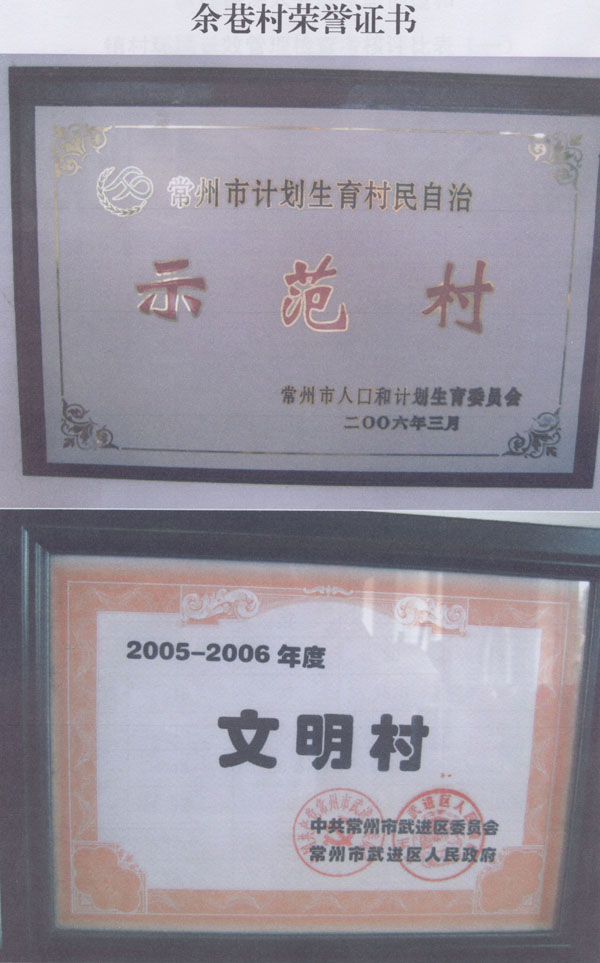 余巷村荣誉证书
常州市计划生育村民自治
示范村
常州市人口和计划生育委员会
二〇〇六年三月
2005-2006年度
文明村
中共常州市武进区委员会
常州市武进区人民政府